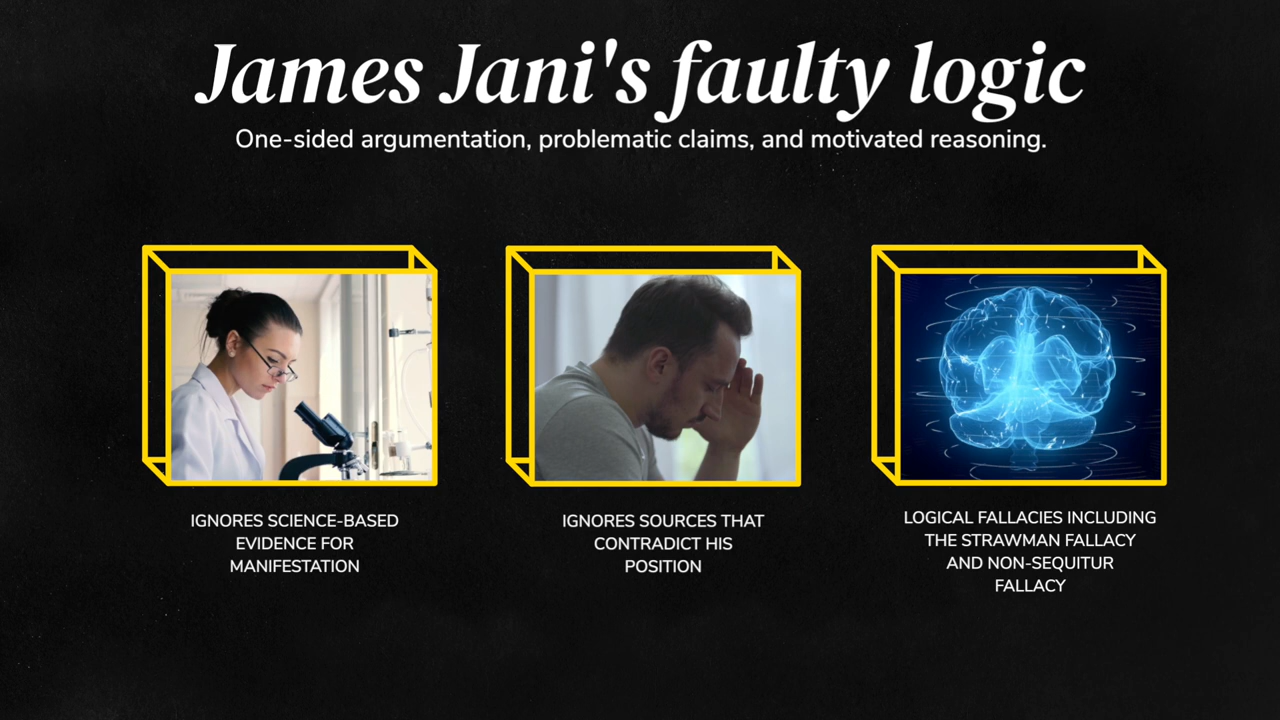 James Jani's faulty logic
One-sided argumentation, problematic claims, and motivated reasoning.
IGNORES SCIENCE-BASED
EVIDENCE FOR
MANIFESTATION
IGNORES SOURCES THAT
CONTRADICT HIS
POSITION
LOGICAL FALLACIES INCLUDING
THE STRAWMAN FALLACY
AND NON-SEQUITUR
FALLACY